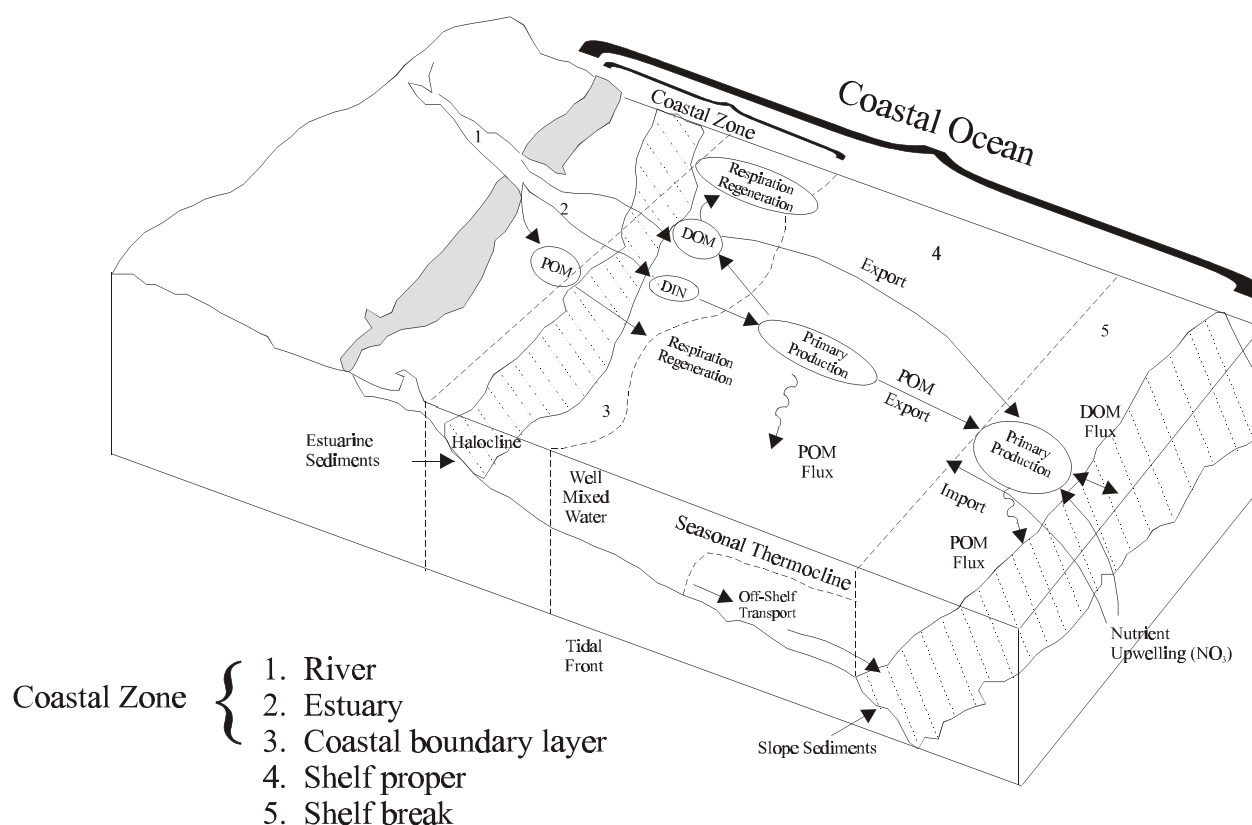 Coastal Ocean
Coastal Zone
1
Respiration
Regeneration
2
DOM
4
POM
Export
DIN
5
Primary
Production
Respiration
Regeneration
POM
Export
3
DOM
Flux
Estuarine
Sediments
Halocline
Primary
Production
POM
Flux
Well
Mixed
Water
Import
Seasonal Thermocline
POM
Flux
Off-Shelf
Transport
Nutrient
Upwelling (NO3)
Tidal
Front
Slope Sediments
Coastal Zone
1. River
2. Estuary
3. Coastal boundary layer
4. Shelf proper
5. Shelf break